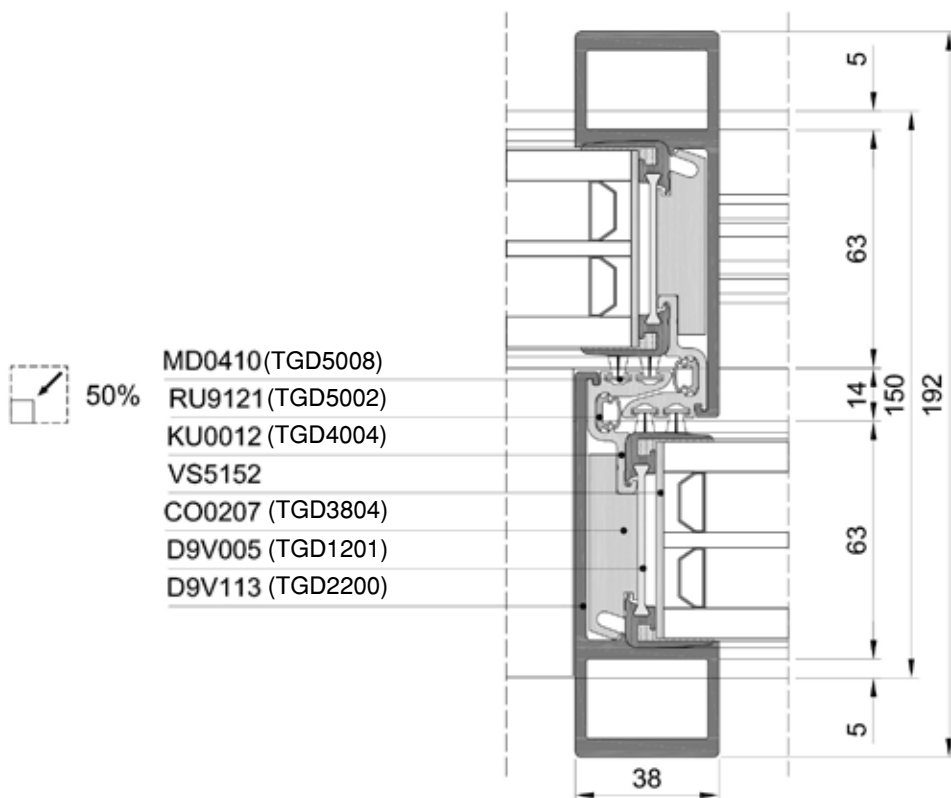 5
63
14
150
192
63
5
38
50%
MD0410 (TGD5008)
RU9121 (TGD5002)
KU0012 (TGD4004)
VS5152
CO0207 (TGD3804)
D9V005 (TGD1201)
D9V113 (TGD2200)